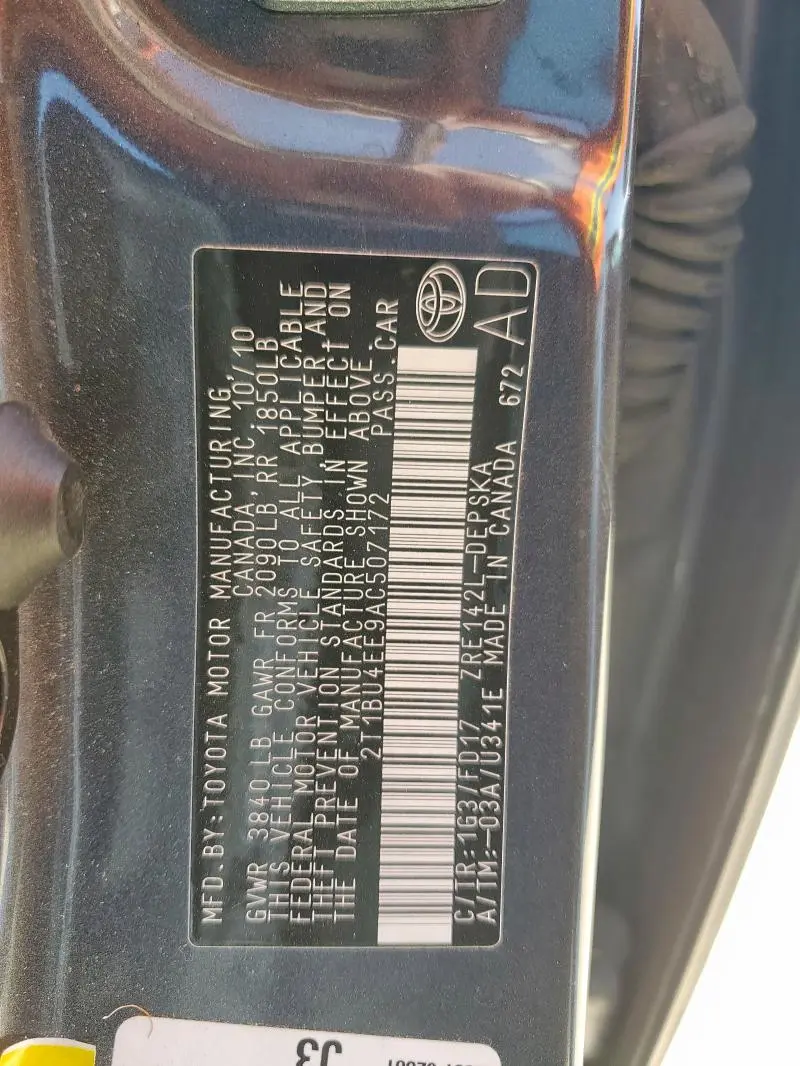 MFD.BY:TOYOTA MOTOR MANUFACTURING,
CANADA,INC. 10/10
GVWR 3840LB GAWR FR 2090LB,RR 1850LB
THIS VEHICLE CONFORMS TO ALL APPLICABLE
FEDERAL MOTOR VEHICLE SAFETY,BUMPER,AND
THEFT PREVENTION STANDARDS IN EFFECT ON
THE DATE OF MANUFACTURE SHOWN ABOVE.
2T1BU4EE9AC507172 PASS.CAR
C/TR:1G3/FD17 ZRE142L-DEPSKA
A/TM:-03A/U341E MADE IN CANADA 672
AD
J3